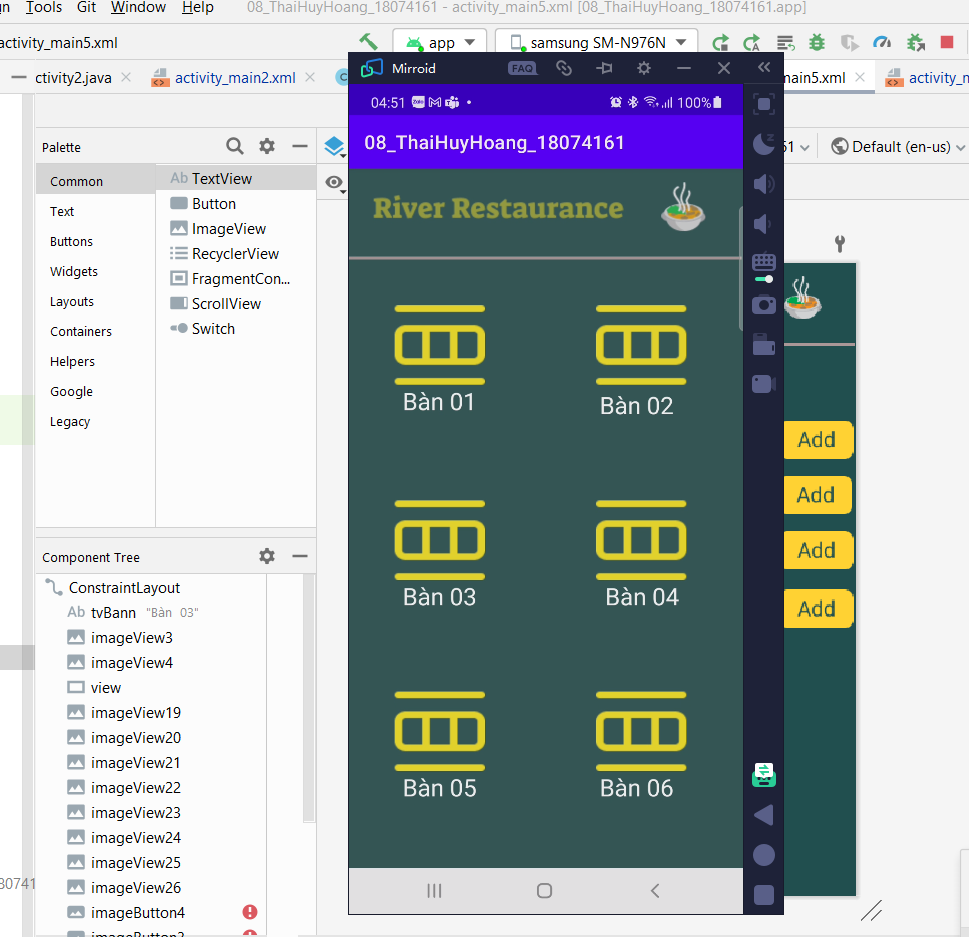 Tools Git Window Help 08_ThaiHuyHoang_18074161 - activity_main5.xml [08_ThaiHuyHoang_18074161.app]
activity_main5.xml app samsung SM-N976N
ctivity2.java activity_main2.xml main5.xml activity_m
Mirroid FAQ
04:51 Zalo 100%
08_ThaiHuyHoang_18074161
Default (en-us)
Palette
Common
Text
Buttons
Widgets
Layouts
Containers
Helpers
Google
Legacy
Ab TextView
Button
ImageView
RecyclerView
FragmentCon...
ScrollView
Switch
River Restaurance
Bàn 01
Bàn 02
Bàn 03
Bàn 04
Bàn 05
Bàn 06
Add
Add
Add
Add
Component Tree
ConstraintLayout
Ab tvBann "Bàn 03"
imageView3
imageView4
view
imageView19
imageView20
imageView21
imageView22
imageView23
imageView24
imageView25
imageView26
imageButton4
80741